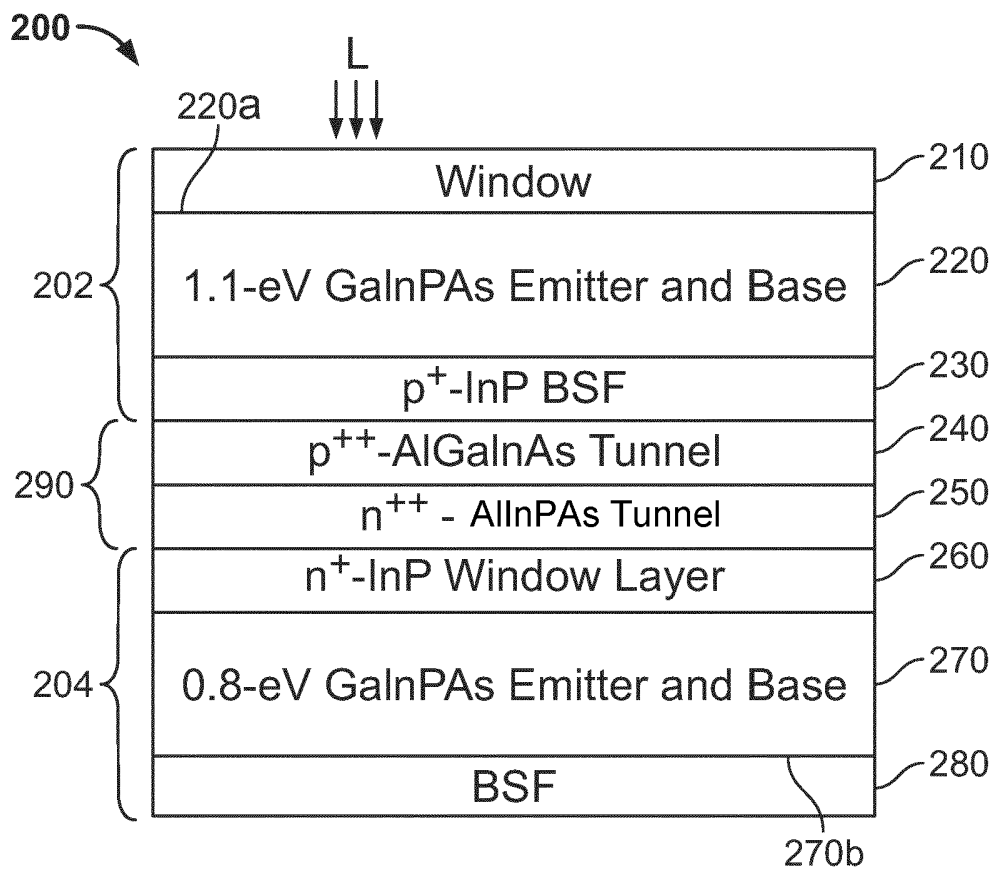 200
L
220a
Window
210
202
1.1-eV GaInPAs Emitter and Base
220
p⁺-InP BSF
230
p⁺⁺-AlGaInAs Tunnel
240
290
n⁺⁺ - AlInPAs Tunnel
250
n⁺-InP Window Layer
260
204
0.8-eV GaInPAs Emitter and Base
270
BSF
280
270b